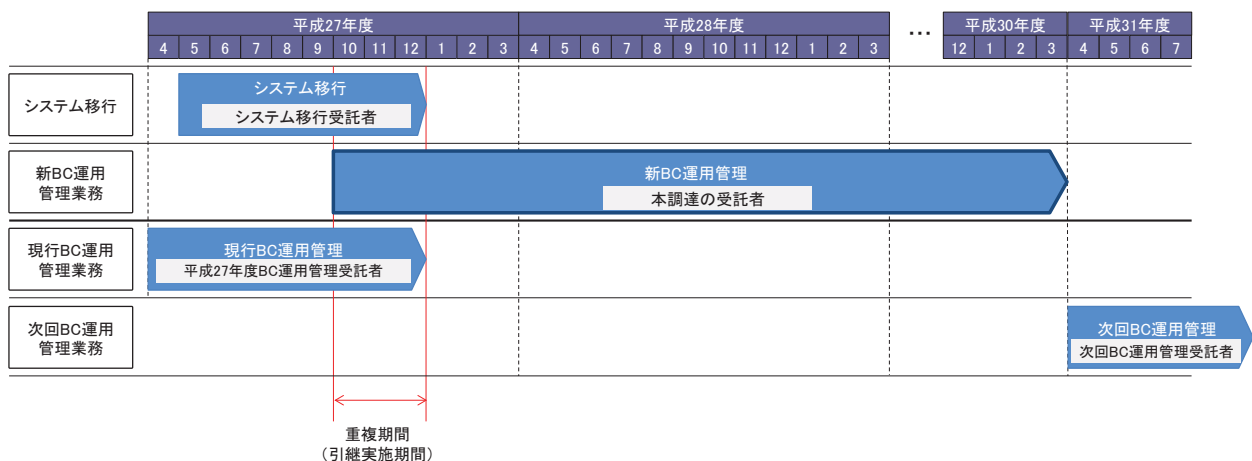 平成27年度 平成28年度 … 平成30年度 平成31年度
4 5 6 7 8 9 10 11 12 1 2 3 4 5 6 7 8 9 10 11 12 1 2 3 12 1 2 3 4 5 6 7
システム移行
システム移行
システム移行受託者
新BC運用
管理業務
新BC運用管理
本調達の受託者
現行BC運用
管理業務
現行BC運用管理
平成27年度BC運用管理受託者
次回BC運用
管理業務
次回BC運用管理
次回BC運用管理受託者
重複期間
(引継実施期間)